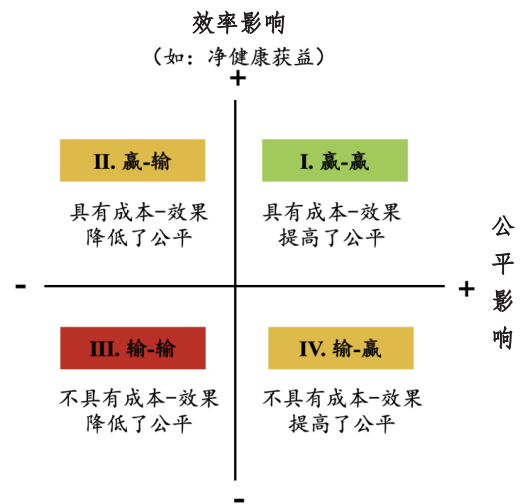 效率影响
（如：净健康获益）
+
II. 赢-输
I. 赢-赢
具有成本-效果
降低了公平
具有成本-效果
提高了公平
-
+
公平影响
III. 输-输
IV. 输-赢
不具有成本-效果
降低了公平
不具有成本-效果
提高了公平
-